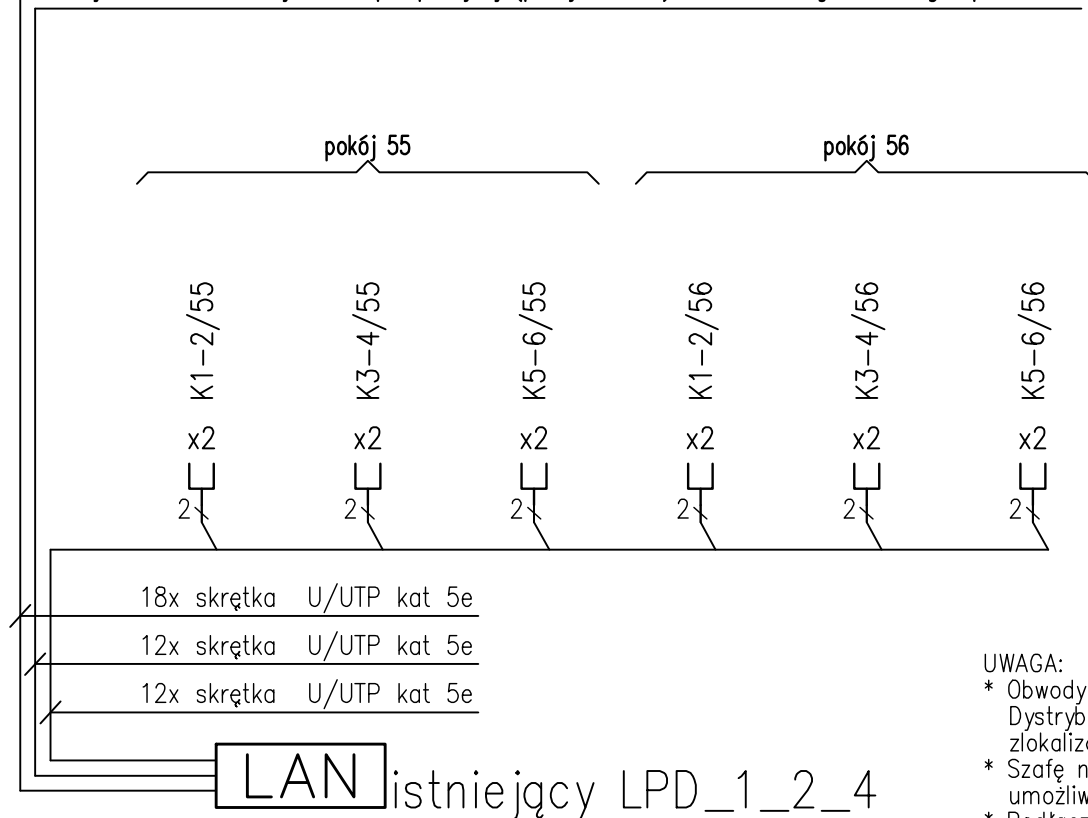 pokój 55
pokój 56
K1-2/55
K3-4/55
K5-6/55
K1-2/56
K3-4/56
K5-6/56
x2
x2
x2
x2
x2
x2
2
2
2
2
2
2
18x skrętka U/UTP kat 5e
12x skrętka U/UTP kat 5e
12x skrętka U/UTP kat 5e
LAN
istniejący LPD_1_2_4
UWAGA:
* Obwody
Dystryb
* Szafę n
umożliw